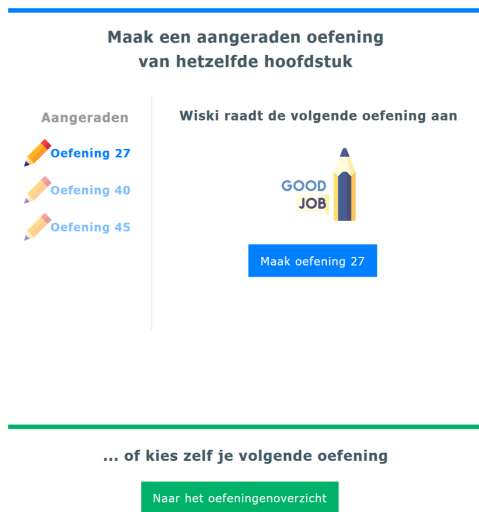 Maak een aangeraden oefening
van hetzelfde hoofdstuk
Aangeraden
Oefening 27
Oefening 40
Oefening 45
Wiski raadt de volgende oefening aan
GOOD
JOB
Maak oefening 27
... of kies zelf je volgende oefening
Naar het oefeningenoverzicht